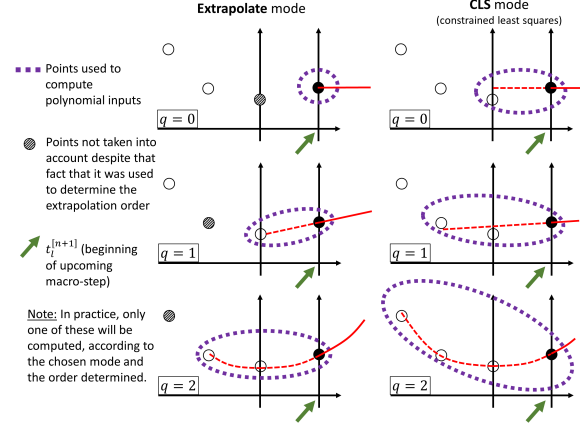 Extrapolate mode
CLS mode
(constrained least squares)
Points used to
compute
polynomial inputs
Points not taken into
account despite that
fact that it was used
to determine the
extrapolation order
t_l^{[n+1]} (beginning
of upcoming
macro-step)
Note: In practice, only
one of these will be
computed, according to
the chosen mode and
the order determined.
q = 0
q = 0
q = 1
q = 1
q = 2
q = 2